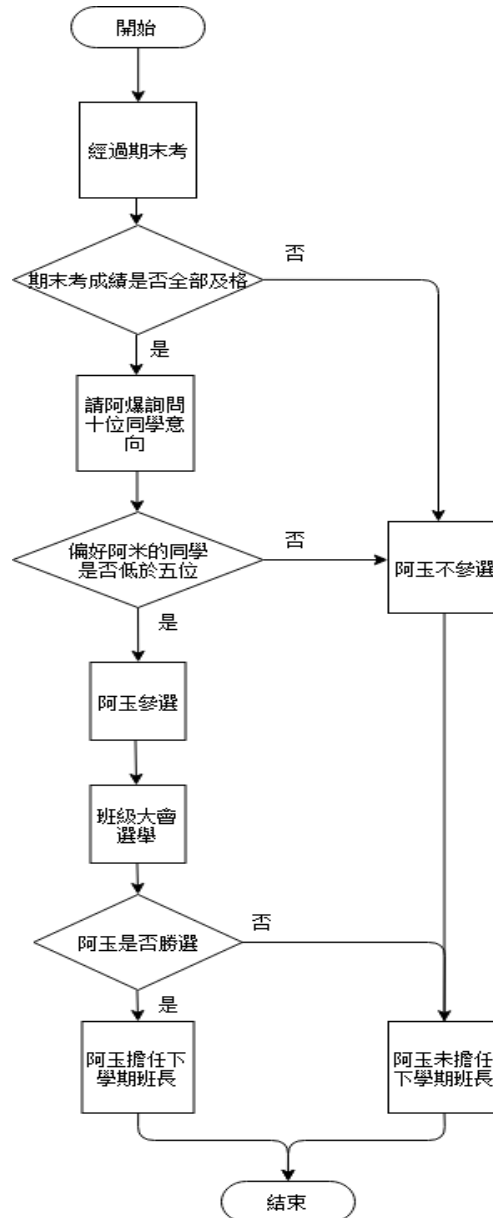 開始
經過期末考
期末考成績是否全部及格
否
是
請阿爆詢問
十位同學意
向
偏好阿米的同學
是否低於五位
否
阿玉不參選
是
阿玉參選
班級大會
選舉
阿玉是否勝選
否
是
阿玉擔任下
學期班長
阿玉未擔任
下學期班長
結束